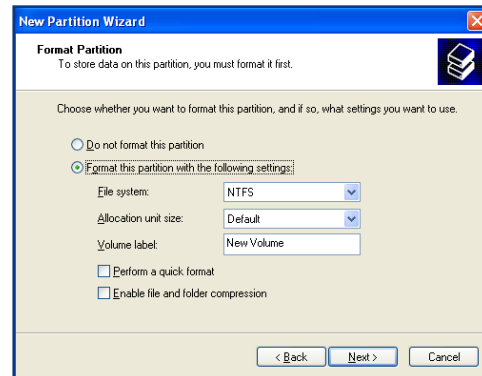 New Partition Wizard
Format Partition
To store data on this partition, you must format it first.
Choose whether you want to format this partition, and if so, what settings you want to use.
Do not format this partition
Format this partition with the following settings:
File system: NTFS
Allocation unit size: Default
Volume label: New Volume
Perform a quick format
Enable file and folder compression
< Back Next > Cancel